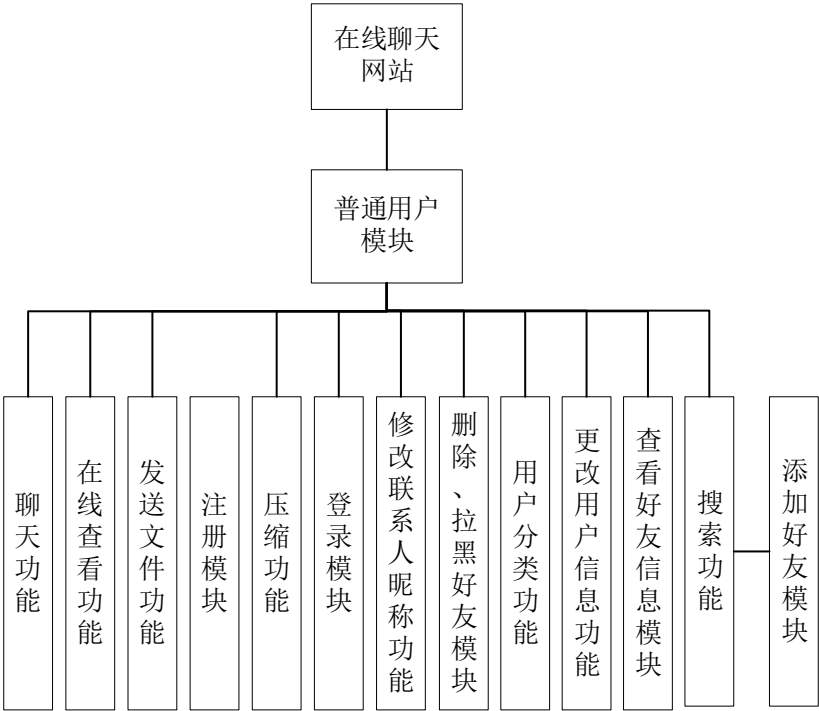 在线聊天
网站
普通用户
模块
聊天功能
在线查看功能
发送文件功能
注册模块
压缩功能
登录模块
修改联系人昵称功能
删除、拉黑好友模块
用户分类功能
更改用户信息功能
查看好友信息模块
搜索功能
添加好友模块